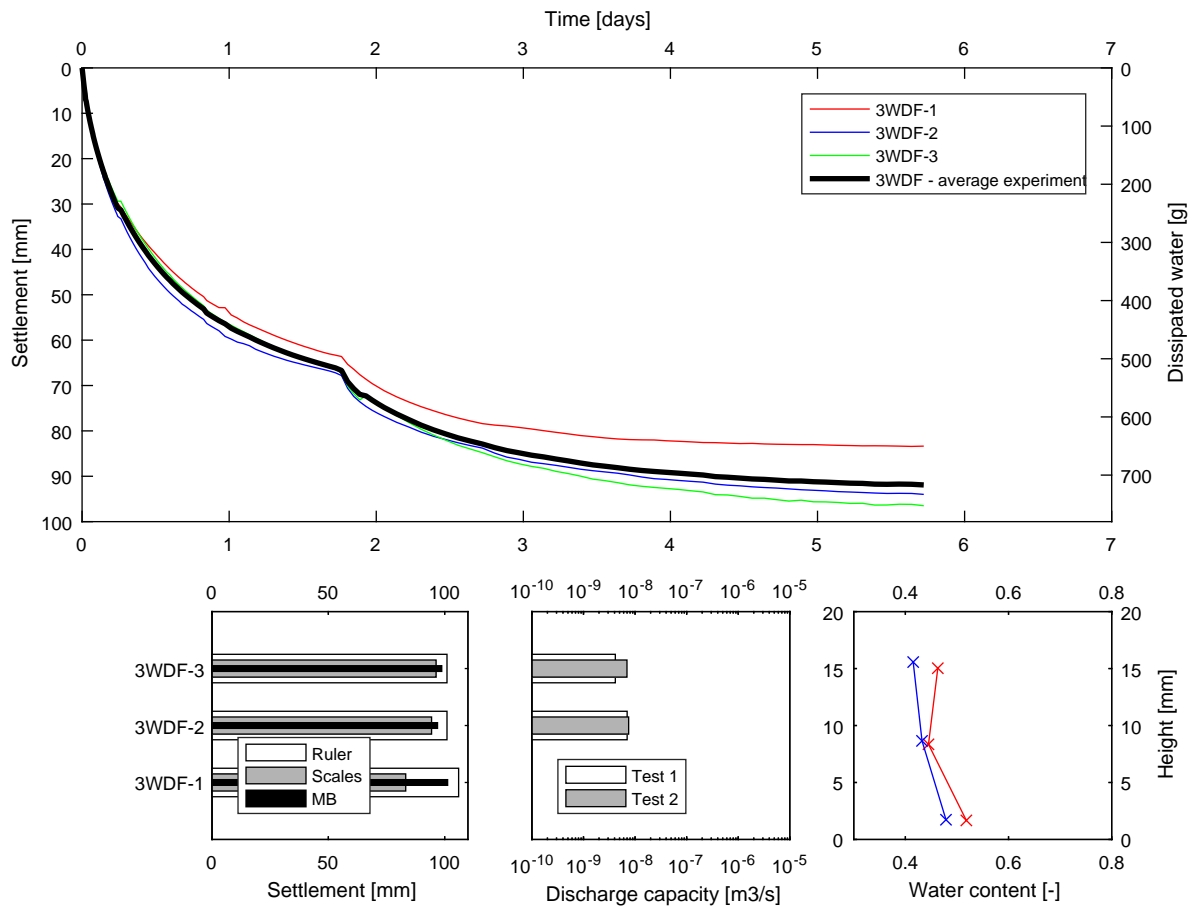 Time [days]
0 1 2 3 4 5 6 7
0 0
10
100
20
30
200
40
300
50
400
60
500
70
600
80
90
700
100
0 1 2 3 4 5 6 7
Settlement [mm]
Dissipated water [g]
3WDF-1
3WDF-2
3WDF-3
3WDF - average experiment
0 50 100
3WDF-3
3WDF-2
3WDF-1
Ruler
Scales
MB
0 50 100
Settlement [mm]
10-10 10-9 10-8 10-7 10-6 10-5
Test 1
Test 2
10-10 10-9 10-8 10-7 10-6 10-5
Discharge capacity [m3/s]
0.4 0.6 0.8
20 20
15 15
10 10
5 5
0 0
0.4 0.6 0.8
Water content [-]
Height [mm]